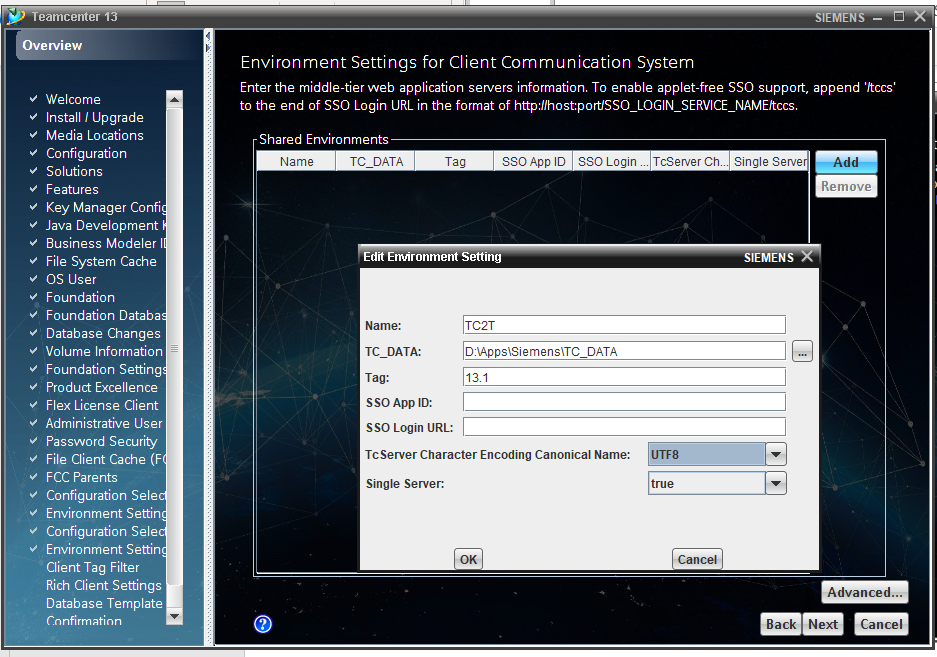 Teamcenter 13
SIEMENS
Overview
Welcome
Install / Upgrade
Media Locations
Configuration
Solutions
Features
Key Manager Config
Java Development K
Business Modeler ID
File System Cache
OS User
Foundation
Foundation Databas
Database Changes
Volume Information
Foundation Settings
Product Excellence
Flex License Client
Administrative User
Password Security
File Client Cache (FC
FCC Parents
Configuration Select
Environment Setting
Configuration Select
Environment Setting
Client Tag Filter
Rich Client Settings
Database Template
Confirmation
Environment Settings for Client Communication System
Enter the middle-tier web application servers information. To enable applet-free SSO support, append '/tccs'
to the end of SSO Login URL in the format of http://host:port/SSO_LOGIN_SERVICE_NAME/tccs.
Shared Environments
Name TC_DATA Tag SSO App ID SSO Login ... TcServer Ch... Single Server
Add
Remove
Edit Environment Setting
SIEMENS
Name: TC2T
TC_DATA: D:\Apps\Siemens\TC_DATA ...
Tag: 13.1
SSO App ID:
SSO Login URL:
TcServer Character Encoding Canonical Name: UTF8
Single Server: true
OK Cancel
Advanced...
? Back Next Cancel